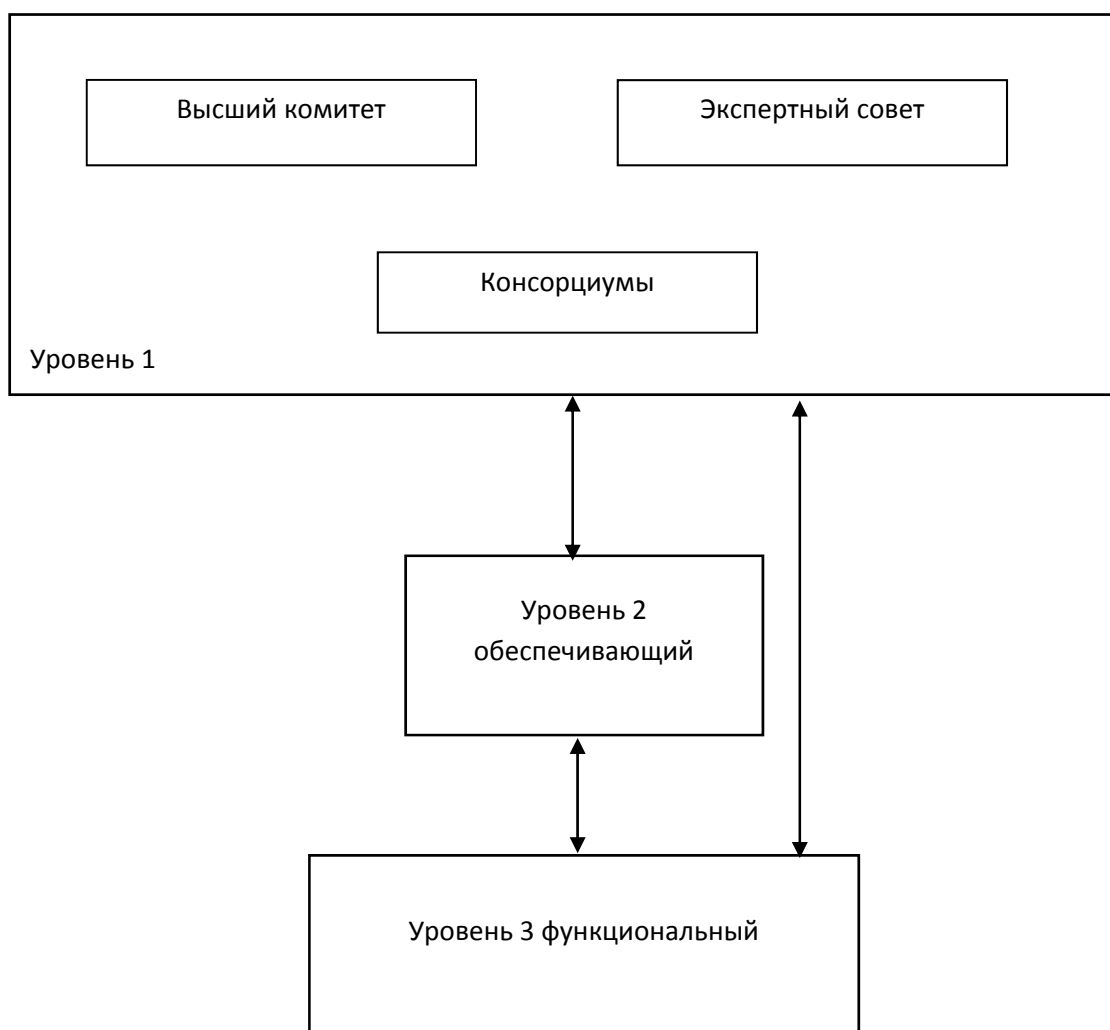 Высший комитет
Экспертный совет
Консорциумы
Уровень 1
Уровень 2
обеспечивающий
Уровень 3 функциональный